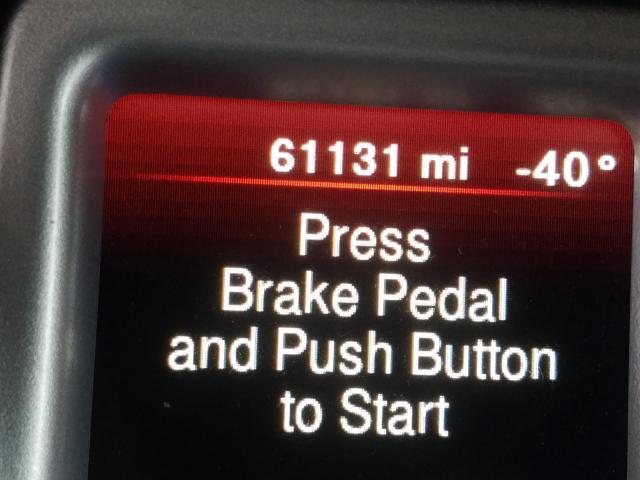 61131 mi -40°
Press
Brake Pedal
and Push Button
to Start